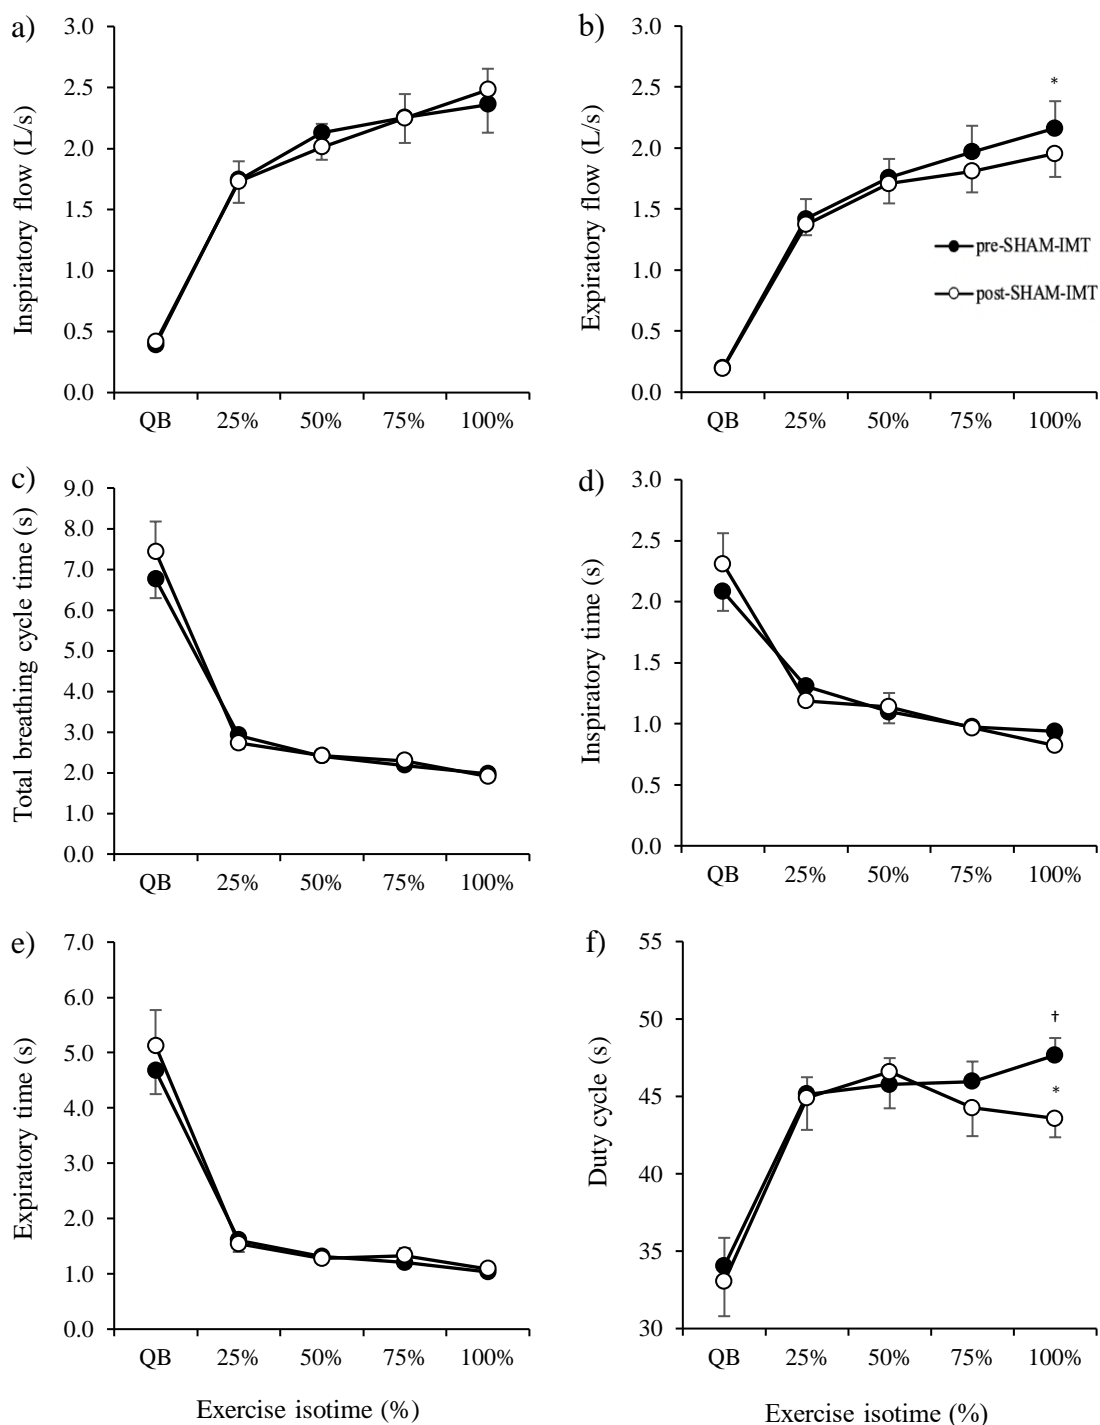 a)
Inspiratory flow (L/s)
3.0
2.5
2.0
1.5
1.0
0.5
0.0
QB 25% 50% 75% 100%
b)
Expiratory flow (L/s)
3.0
2.5
2.0
1.5
1.0
0.5
0.0
*
pre-SHAM-IMT
post-SHAM-IMT
QB 25% 50% 75% 100%
c)
Total breathing cycle time (s)
9.0
8.0
7.0
6.0
5.0
4.0
3.0
2.0
1.0
0.0
QB 25% 50% 75% 100%
d)
Inspiratory time (s)
3.0
2.5
2.0
1.5
1.0
0.5
0.0
QB 25% 50% 75% 100%
e)
Expiratory time (s)
7.0
6.0
5.0
4.0
3.0
2.0
1.0
0.0
QB 25% 50% 75% 100%
Exercise isotime (%)
f)
Duty cycle (s)
55
50
45
40
35
30
†
*
QB 25% 50% 75% 100%
Exercise isotime (%)